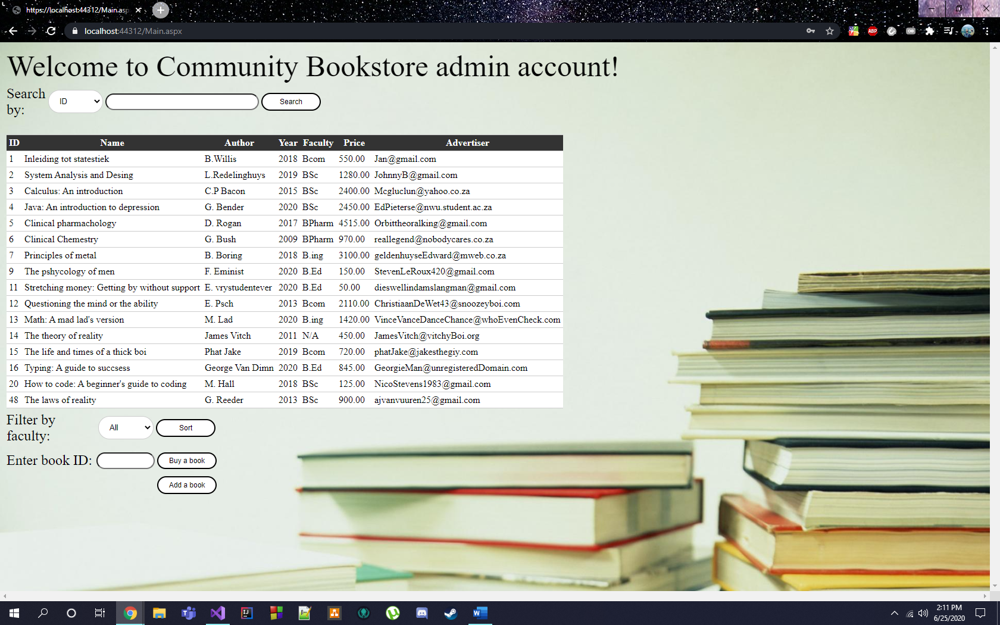 https://localhost:44312/Main.asp
localhost:44312/Main.aspx
ABP
Welcome to Community Bookstore admin account!
Search by:
ID
Search
ID Name Author Year Faculty Price Advertiser
1 Inleiding tot statestiek B.Willis 2018 Bcom 550.00 Jan@gmail.com
2 System Analysis and Desing L.Redelinghuys 2019 BSc 1280.00 JohnnyB@gmail.com
3 Calculus: An introduction C.P Bacon 2015 BSc 2400.00 Mcgluclun@yahoo.co.za
4 Java: An introduction to depression G. Bender 2020 BSc 2450.00 EdPieterse@nwu.student.ac.za
5 Clinical pharmachology D. Rogan 2017 BPharm 4515.00 Orbittheoralking@gmail.com
6 Clinical Chemestry G. Bush 2009 BPharm 970.00 reallegend@nobodycares.co.za
7 Principles of metal B. Boring 2018 B.ing 3100.00 geldenhuyseEdward@mweb.co.za
9 The pshycology of men F. Eminist 2020 B.Ed 150.00 StevenLeRoux420@gmail.com
11 Stretching money: Getting by without support E. vrystudentever 2020 B.Ed 50.00 dieswellindamslangman@gmail.com
12 Questioning the mind or the ability E. Psch 2013 Bcom 2110.00 ChristiaanDeWet43@snoozeyboi.com
13 Math: A mad lad's version M. Lad 2020 B.ing 1420.00 VinceVanceDanceChance@whoEvenCheck.com
14 The theory of reality James Vitch 2011 N/A 450.00 JamesVitch@vitchyBoi.org
15 The life and times of a thick boi Phat Jake 2019 Bcom 720.00 phatJake@jakesthegiy.com
16 Typing: A guide to succsess George Van Dimn 2020 B.Ed 845.00 GeorgieMan@unregisteredDomain.com
20 How to code: A beginner's guide to coding M. Hall 2018 BSc 125.00 NicoStevens1983@gmail.com
48 The laws of reality G. Reeder 2013 BSc 900.00 ajvanvuuren25@gmail.com
Filter by faculty:
All
Sort
Enter book ID:
Buy a book
Add a book
2:11 PM
6/25/2020